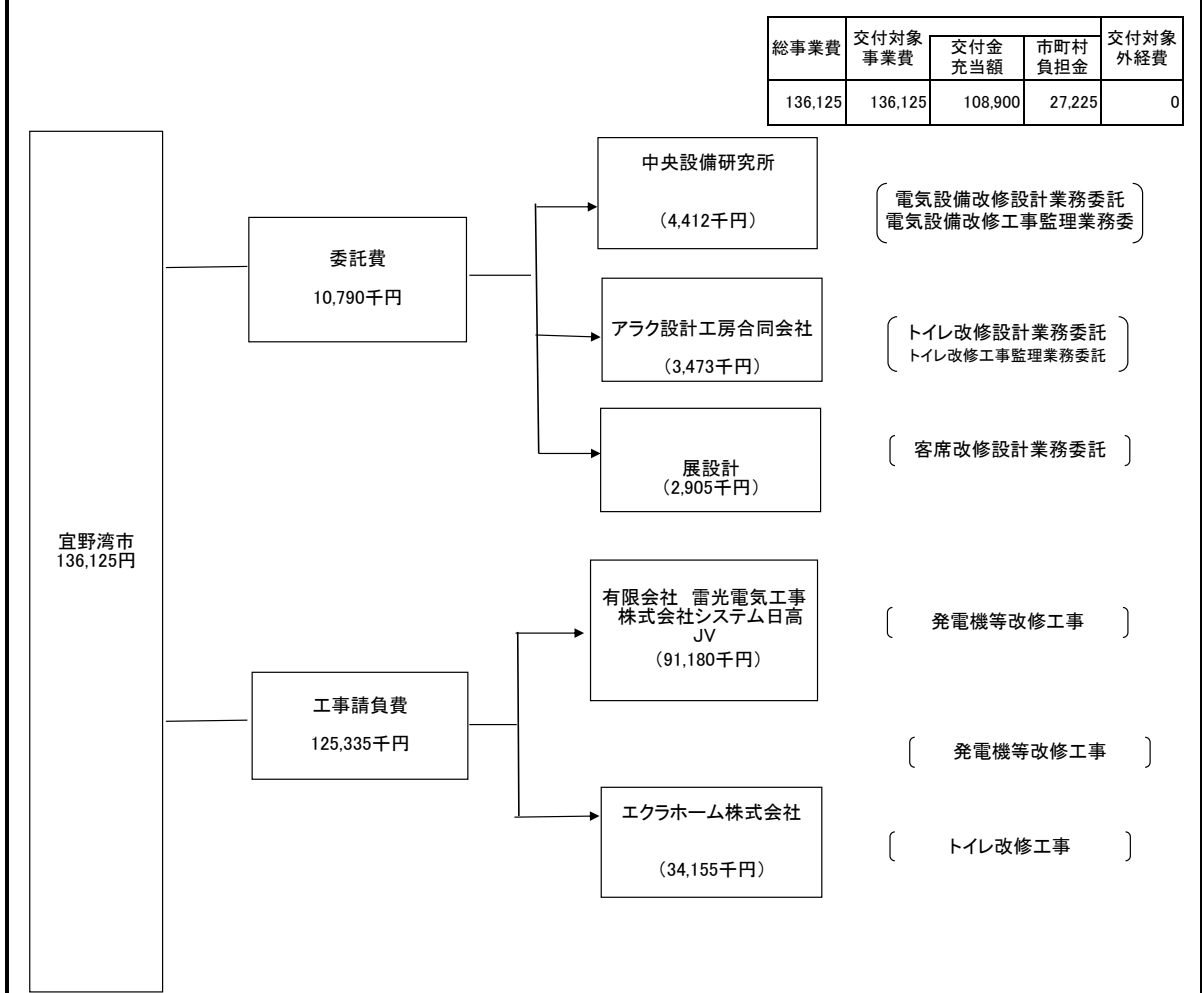 総事業費
交付対象
事業費
交付金
充当額
市町村
負担金
交付対象
外経費
136,125 136,125 108,900 27,225 0
中央設備研究所
（4,412千円）
電気設備改修設計業務委託
電気設備改修工事監理業務委
委託費
10,790千円
アラク設計工房合同会社
（3,473千円）
トイレ改修設計業務委託
トイレ改修工事監理業務委託
展設計
（2,905千円）
客席改修設計業務委託
宜野湾市
136,125円
有限会社　雷光電気工事
株式会社システム日高
JV
（91,180千円）
発電機等改修工事
工事請負費
125,335千円
発電機等改修工事
エクラホーム株式会社
（34,155千円）
トイレ改修工事